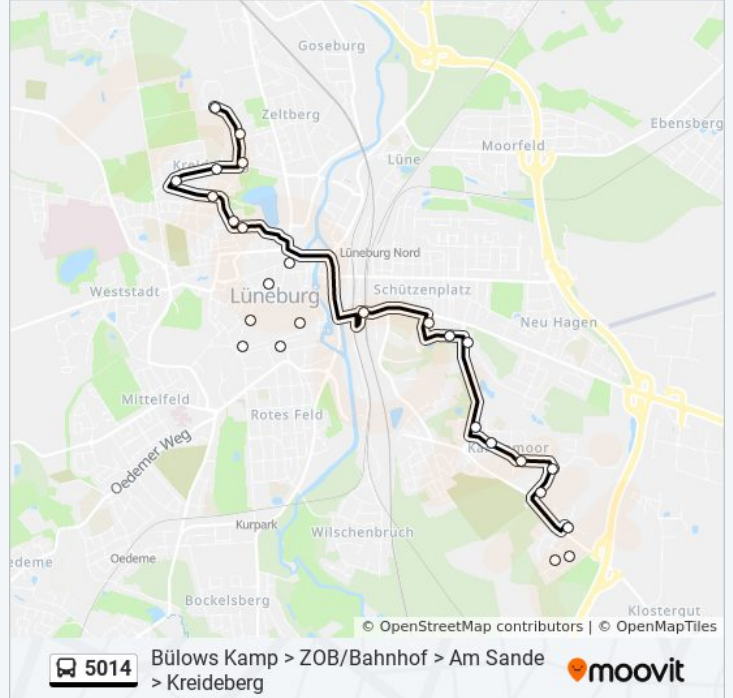 Goseburg
Zeltberg
Ebensberg
Moorfeld
Lüne
Lüneburg Nord
Weststadt
Lüneburg
Schützenplatz
Neu Hagen
Mittelfeld
Rotes Feld
Oedemer Weg
Kurpark
Wilschenbruch
Oedeme
Bockelsberg
Klostergut
© OpenStreetMap contributors | © OpenMapTiles
5014
Bülows Kamp > ZOB/Bahnhof > Am Sande
> Kreideberg
moovit